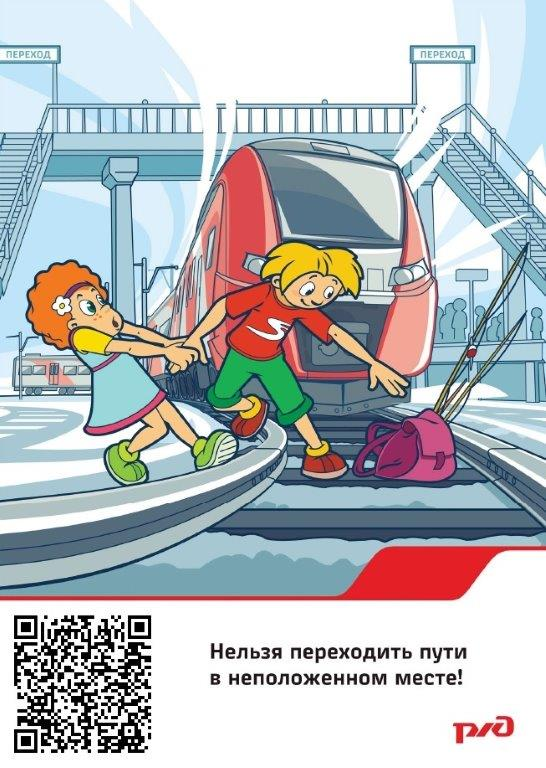 ПЕРЕХОД
ПЕРЕХОД
S
Нельзя переходить пути
в неположенном месте!
ржд